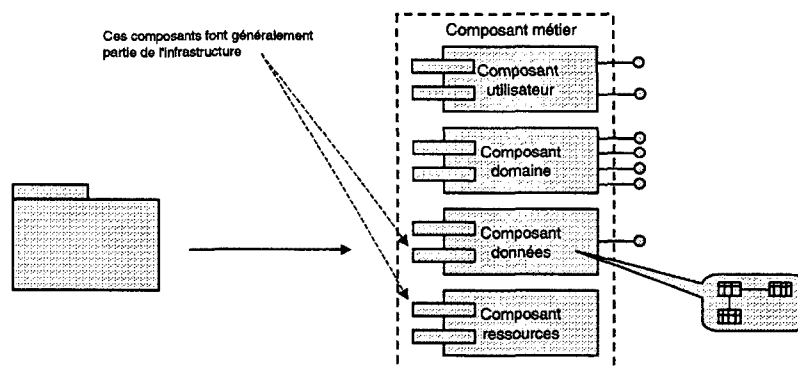 Ces composants font généralement
partie de l'infrastructure
Composant métier
Composant
utilisateur
Composant
domaine
Composant
données
Composant
ressources